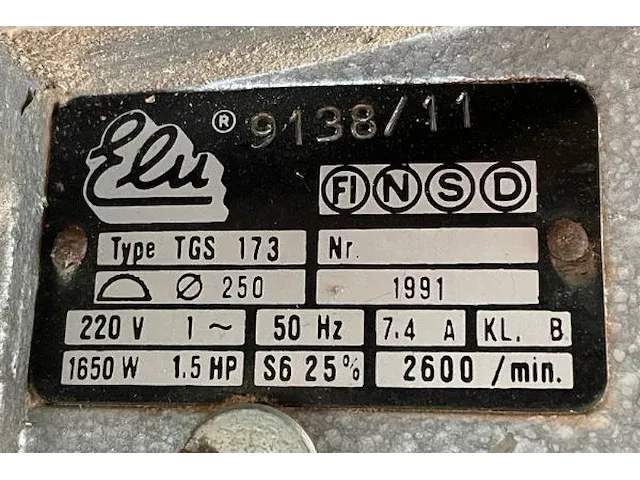 Elu ® 9138/11
FI N S D
Type TGS 173 Nr.
Ø 250 1991
220 V 1 ~ 50 Hz 7.4 A KL. B
1650 W 1.5 HP S6 25% 2600 /min.